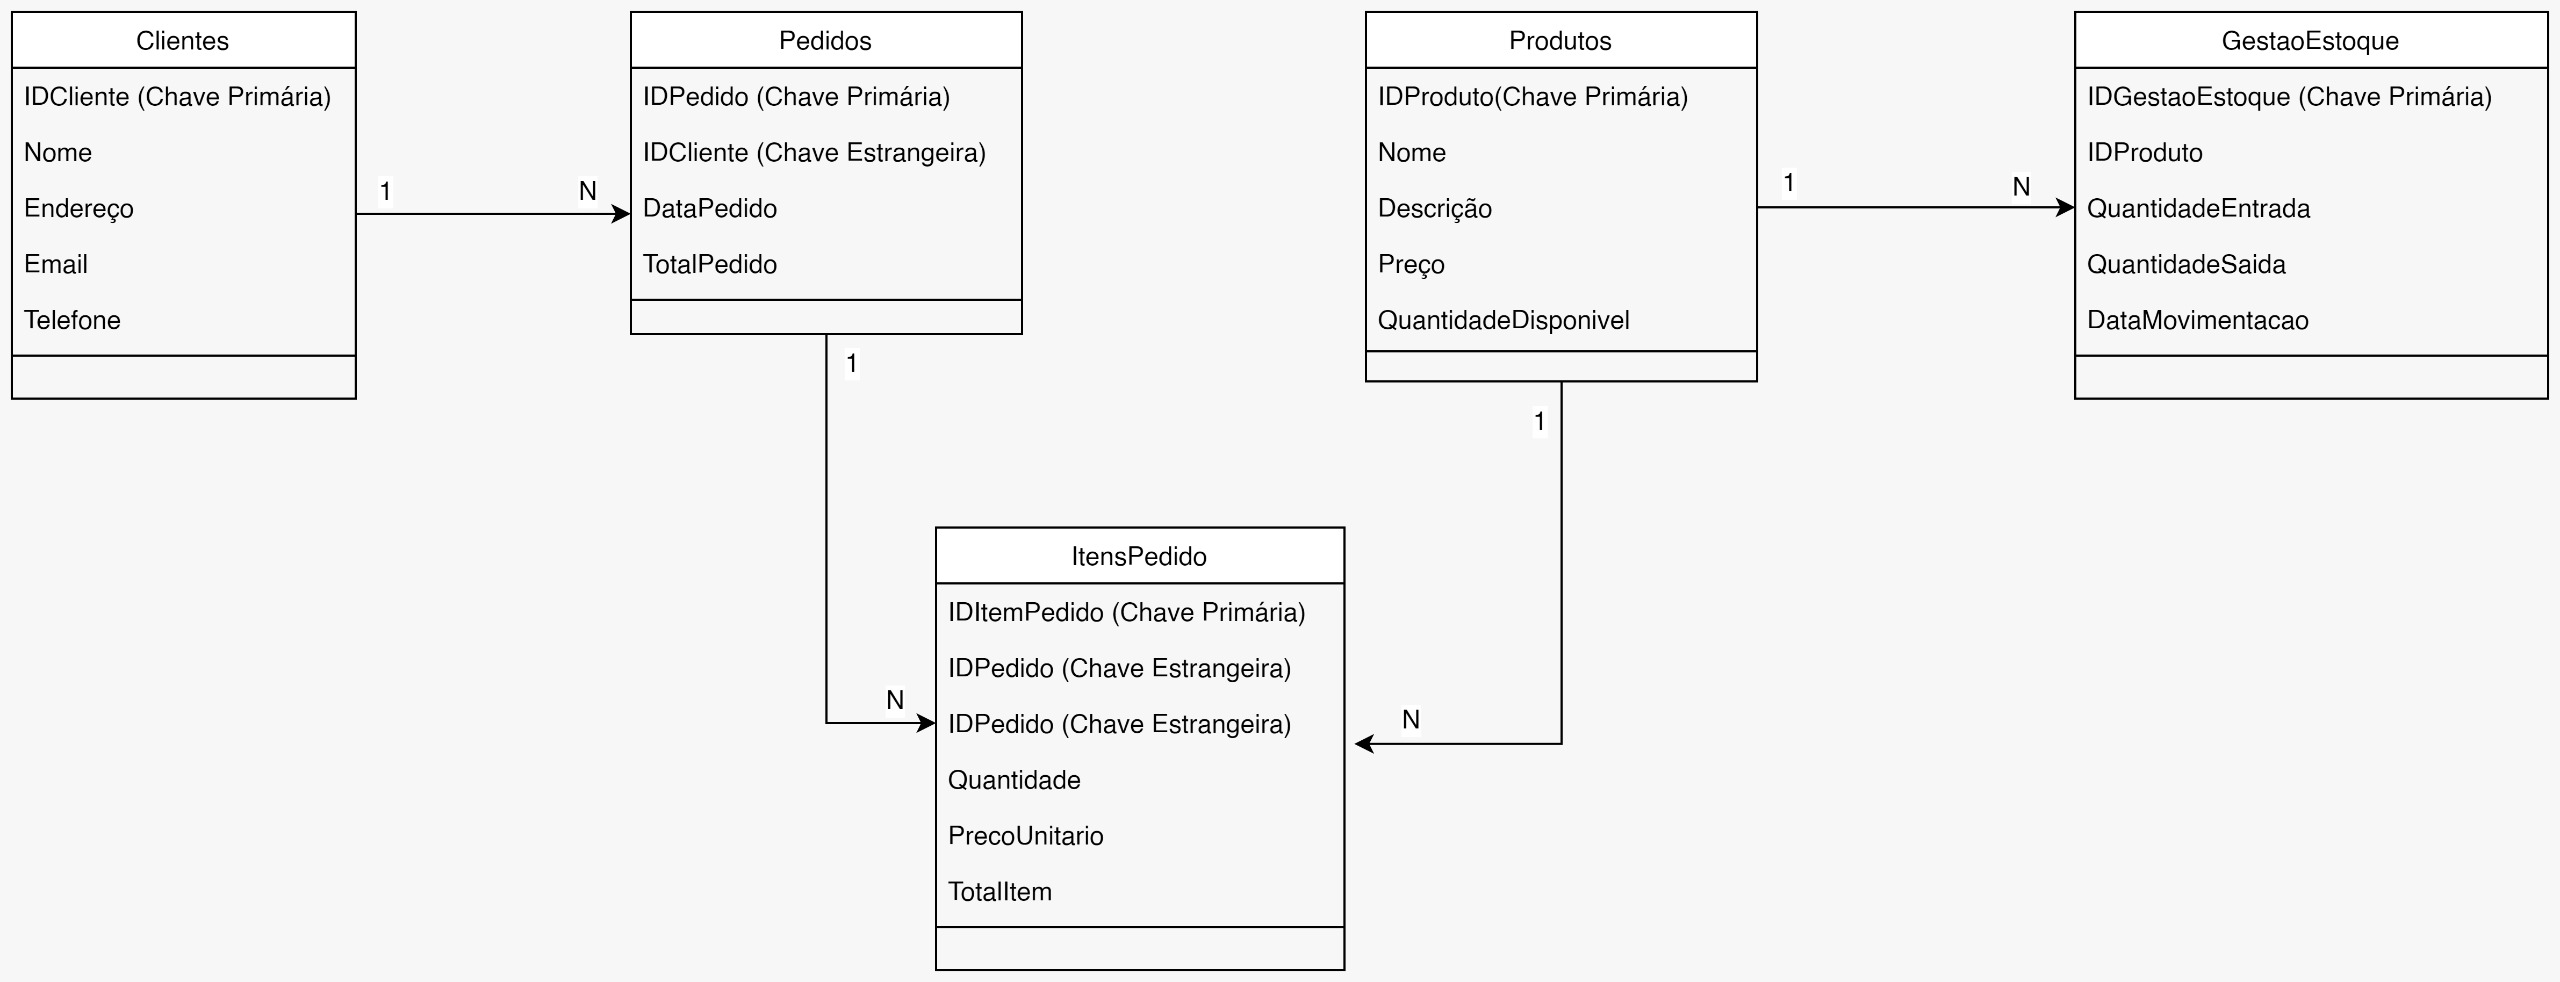 Clientes
IDCliente (Chave Primária)
Nome
Endereço
Email
Telefone
1
N
Pedidos
IDPedido (Chave Primária)
IDCliente (Chave Estrangeira)
DataPedido
TotalPedido
1
N
Produtos
IDProduto(Chave Primária)
Nome
Descrição
Preço
QuantidadeDisponivel
1
N
GestaoEstoque
IDGestaoEstoque (Chave Primária)
IDProduto
QuantidadeEntrada
QuantidadeSaida
DataMovimentacao
1
N
ItensPedido
IDItemPedido (Chave Primária)
IDPedido (Chave Estrangeira)
IDPedido (Chave Estrangeira)
Quantidade
PrecoUnitario
TotalItem